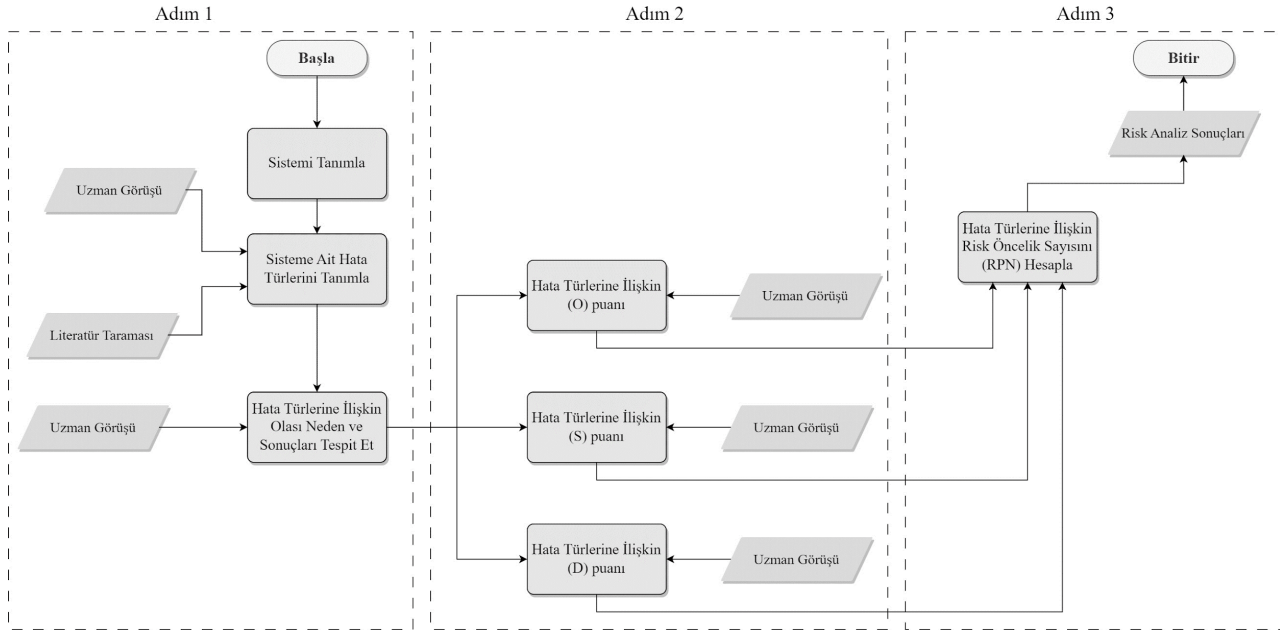 Adım 1
Başla
Sistemi Tanımla
Uzman Görüşü
Sisteme Ait Hata
Türlerini Tanımla
Literatür Taraması
Uzman Görüşü
Hata Türlerine İlişkin
Olası Neden ve
Sonuçları Tespit Et
Adım 2
Hata Türlerine İlişkin
(O) puanı
Uzman Görüşü
Hata Türlerine İlişkin
(S) puanı
Uzman Görüşü
Hata Türlerine İlişkin
(D) puanı
Uzman Görüşü
Adım 3
Bitir
Risk Analiz Sonuçları
Hata Türlerine İlişkin
Risk Öncelik Sayısını
(RPN) Hesapla